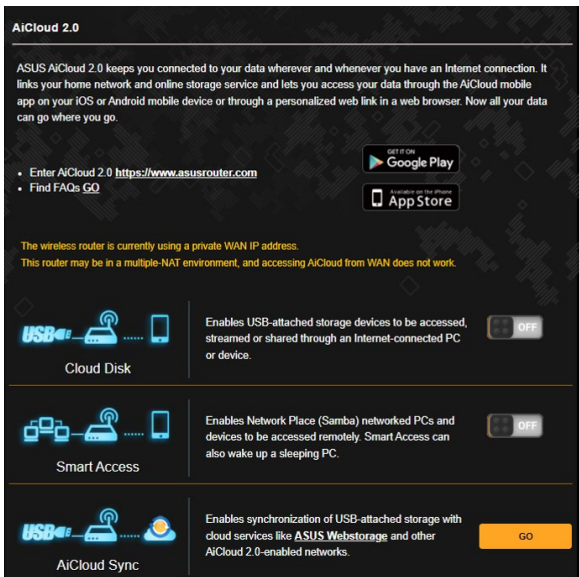 AiCloud 2.0
ASUS AiCloud 2.0 keeps you connected to your data wherever and whenever you have an Internet connection. It
links your home network and online storage service and lets you access your data through the AiCloud mobile
app on your iOS or Android mobile device or through a personalized web link in a web browser. Now all your data
can go where you go.
GET IT ON
Google Play
Enter AiCloud 2.0 https://www.asusrouter.com
Find FAQs GO
Available on the iPhone
App Store
The wireless router is currently using a private WAN IP address.
This router may in a multiple-NAT environment, and accessing AiCloud from WAN does not work.
USB
Cloud Disk
Enables USB-attached storage devices to be accessed,
streamed or shared through an Internet-connected PC
or device.
OFF
Smart Access
Enables Network Place (Samba) networked PCs and
devices to be accessed remotely. Smart Access can
also wake up a sleeping PC.
OFF
USB
AiCloud Sync
Enables synchronization of USB-attached storage with
cloud services like ASUS Webstorage and other
AiCloud 2.0-enabled networks.
GO